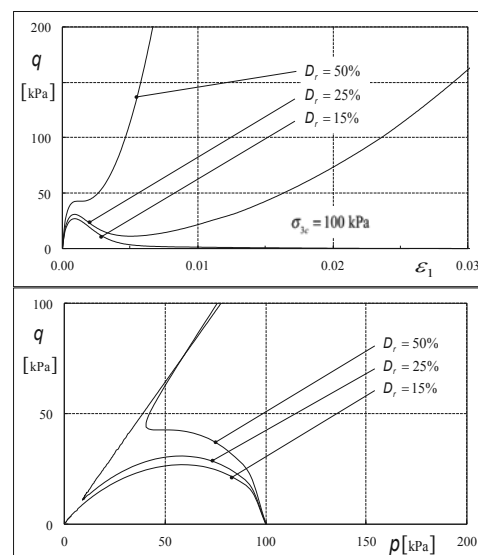 200
q
[kPa]
150
100
50
0
D_r = 50%
D_r = 25%
D_r = 15%
σ_3c = 100 kPa
0.00
0.01
0.02
ε_1
0.03
100
q
[kPa]
50
0
D_r = 50%
D_r = 25%
D_r = 15%
0
50
100
150
p[kPa]
200